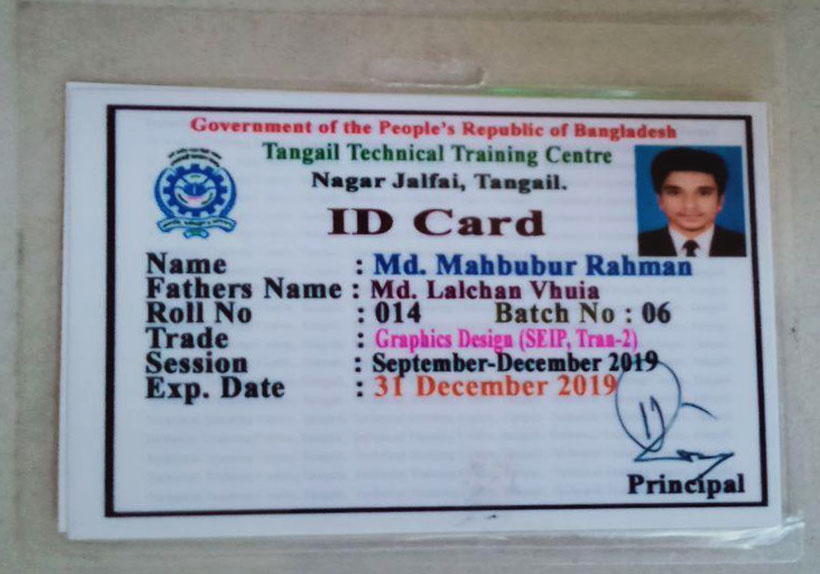 Government of the People's Republic of Bangladesh
Tangail Technical Training Centre
Nagar Jalfai, Tangail.
ID Card
Name : Md. Mahbubur Rahman
Fathers Name : Md. Lalchan Vhuia
Roll No : 014 Batch No : 06
Trade : Graphics Design (SEIP, Tran-2)
Session : September-December 2019
Exp. Date : 31 December 2019
Principal